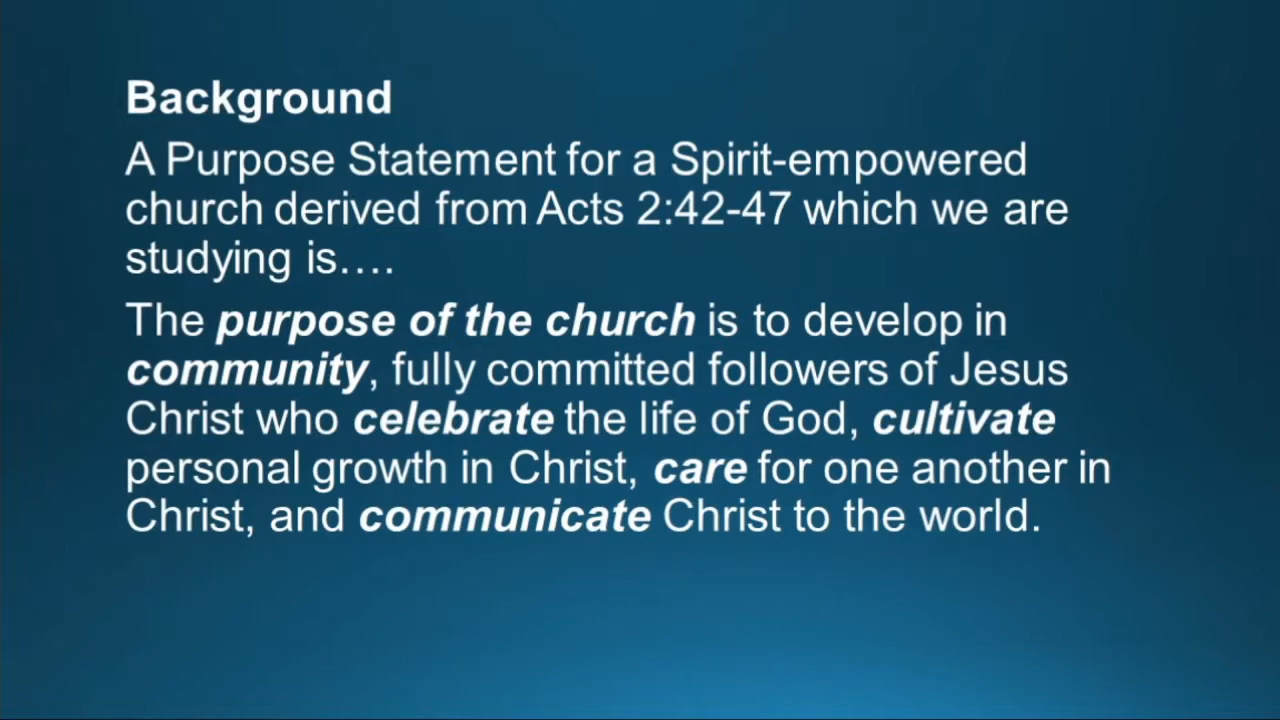 Background
A Purpose Statement for a Spirit-empowered
church derived from Acts 2:42-47 which we are
studying is….
The purpose of the church is to develop in
community, fully committed followers of Jesus
Christ who celebrate the life of God, cultivate
personal growth in Christ, care for one another in
Christ, and communicate Christ to the world.